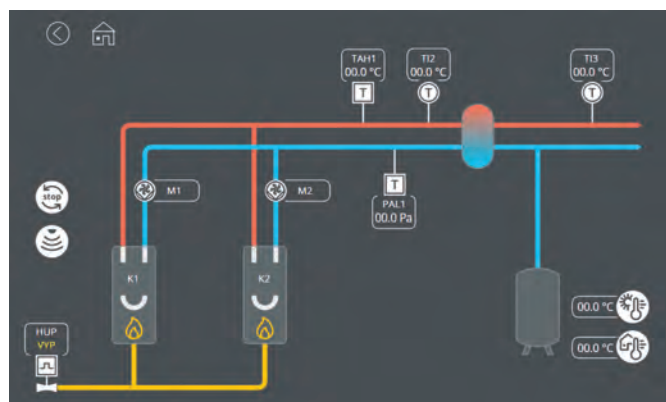 TAH1
00.0 °C
T
TI2
00.0 °C
T
TI3
00.0 °C
T
T
PAL1
00.0 Pa
M1
M2
stop
K1
K2
HUP
VYP
00.0 °C
00.0 °C